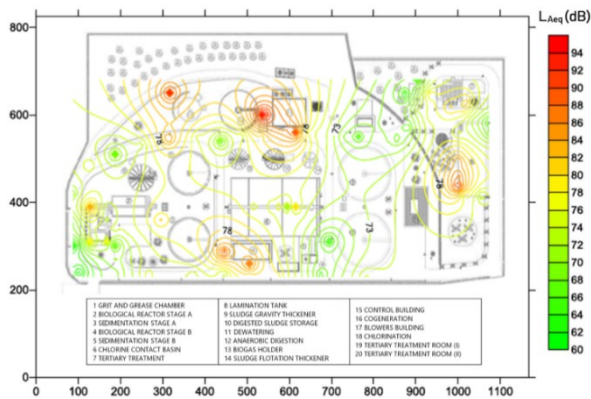 L Aeq (dB)
800
600
400
200
0
0 100 200 300 400 500 600 700 800 900 1000 1100
94
92
90
88
86
84
82
80
78
76
74
72
70
68
66
64
62
60
78
73
78
78
73
1 GRIT AND GREASE CHAMBER
2 BIOLOGICAL REACTOR STAGE A
3 SEDIMENTATION STAGE A
4 BIOLOGICAL REACTOR STAGE B
5 SEDIMENTATION STAGE B
6 CHLORINE CONTACT BASIN
7 TERTIARY TREATMENT
8 LAMINATION TANK
9 SLUDGE GRAVITY THICKENER
10 DIGESTED SLUDGE STORAGE
11 DEWATERING
12 ANAEROBIC DIGESTION
13 BIOGAS HOLDER
14 SLUDGE FLOTATION THICKENER
15 CONTROL BUILDING
16 COGENERATION
17 BLOWERS BUILDING
18 CHLORINATION
19 TERTIARY TREATMENT ROOM (I)
20 TERTIARY TREATMENT ROOM (II)